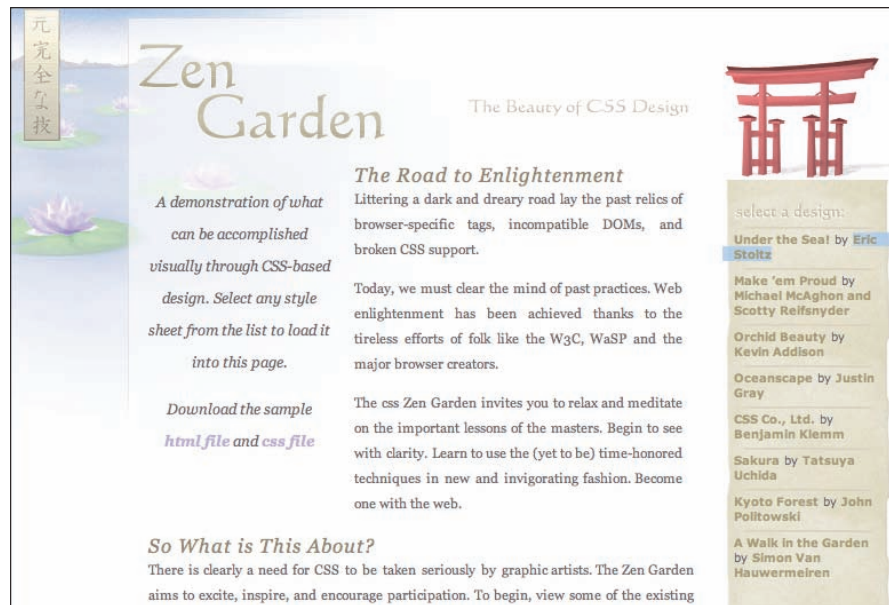 元
完
全
な
技
Zen
Garden
The Beauty of CSS Design
A demonstration of what
can be accomplished
visually through CSS-based
design. Select any style
sheet from the list to load it
into this page.
Download the sample
html file and css file
The Road to Enlightenment
Littering a dark and dreary road lay the past relics of
browser-specific tags, incompatible DOMs, and
broken CSS support.
Today, we must clear the mind of past practices. Web
enlightenment has been achieved thanks to the
tireless efforts of folk like the W3C, WaSP and the
major browser creators.
The css Zen Garden invites you to relax and meditate
on the important lessons of the masters. Begin to see
with clarity. Learn to use the (yet to be) time-honored
techniques in new and invigorating fashion. Become
one with the web.
So What is This About?
There is clearly a need for CSS to be taken seriously by graphic artists. The Zen Garden
aims to excite, inspire, and encourage participation. To begin, view some of the existing
select a design:
Under the Sea! by Eric
Stoltz
Make 'em Proud by
Michael McAghon and
Scotty Reifsnyder
Orchid Beauty by
Kevin Addison
Oceanscape by Justin
Gray
CSS Co., Ltd. by
Benjamin Klemm
Sakura by Tatsuya
Uchida
Kyoto Forest by John
Politowski
A Walk in the Garden
by Simon Van
Hauwermeiren